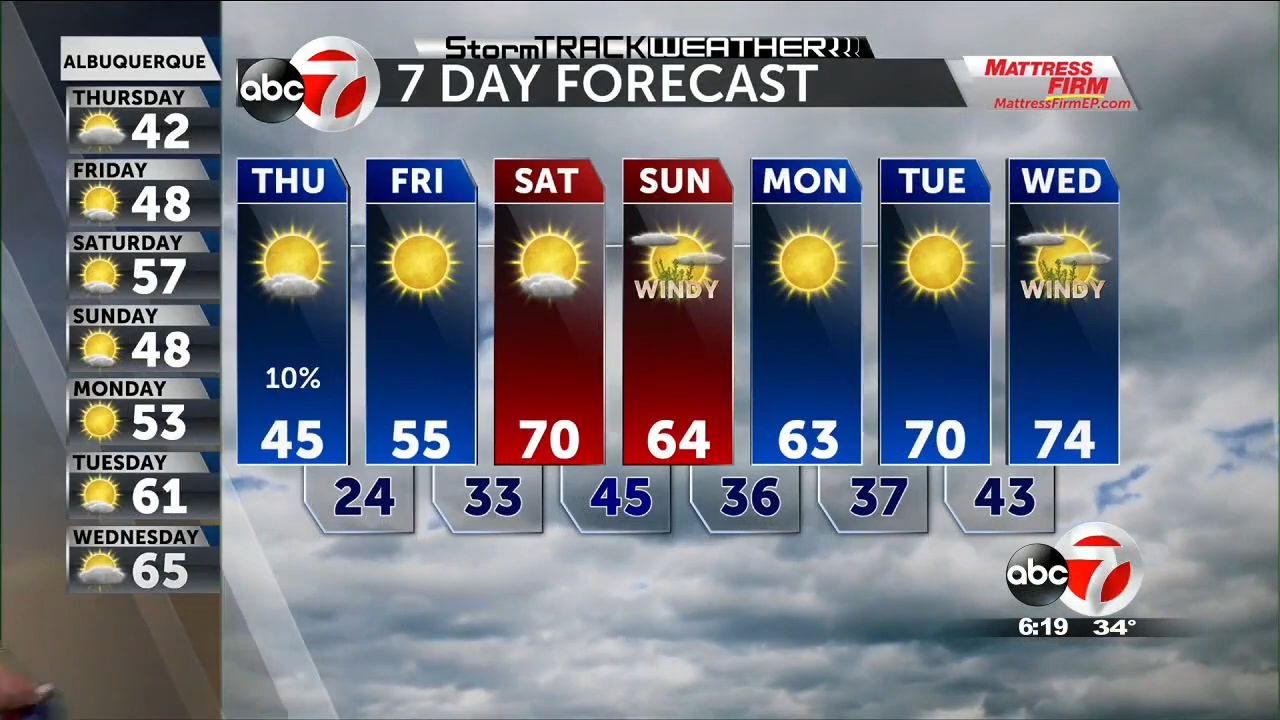 ALBUQUERQUE
THURSDAY
42
FRIDAY
48
SATURDAY
57
SUNDAY
48
MONDAY
53
TUESDAY
61
WEDNESDAY
65
StormTRACK WEATHER
abc 7
7 DAY FORECAST
MATTRESS
FIRM
MattressFirmEP.com
THU FRI SAT SUN MON TUE WED
WINDY WINDY
10%
45 55 70 64 63 70 74
24 33 45 36 37 43
abc 7
6:19 34°